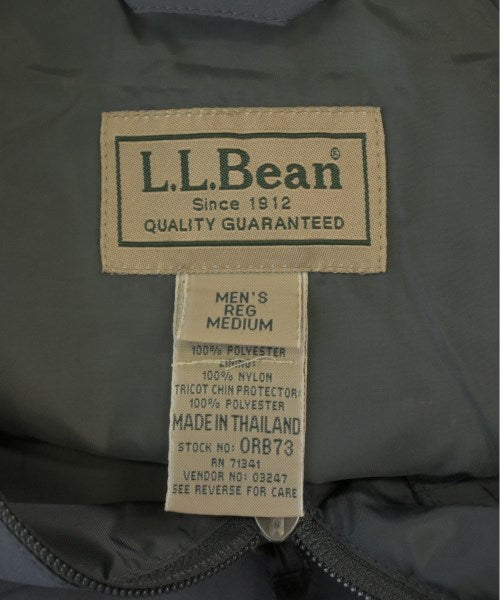 L.L.Bean®
Since 1912
QUALITY GUARANTEED
MEN'S
REG
MEDIUM
100% POLYESTER
LINING:
100% NYLON
TRICOT CHIN PROTECTOR:
100% POLYESTER
MADE IN THAILAND
STOCK NO: ORB73
RN 71341
VENDOR NO: 03247
SEE REVERSE FOR CARE